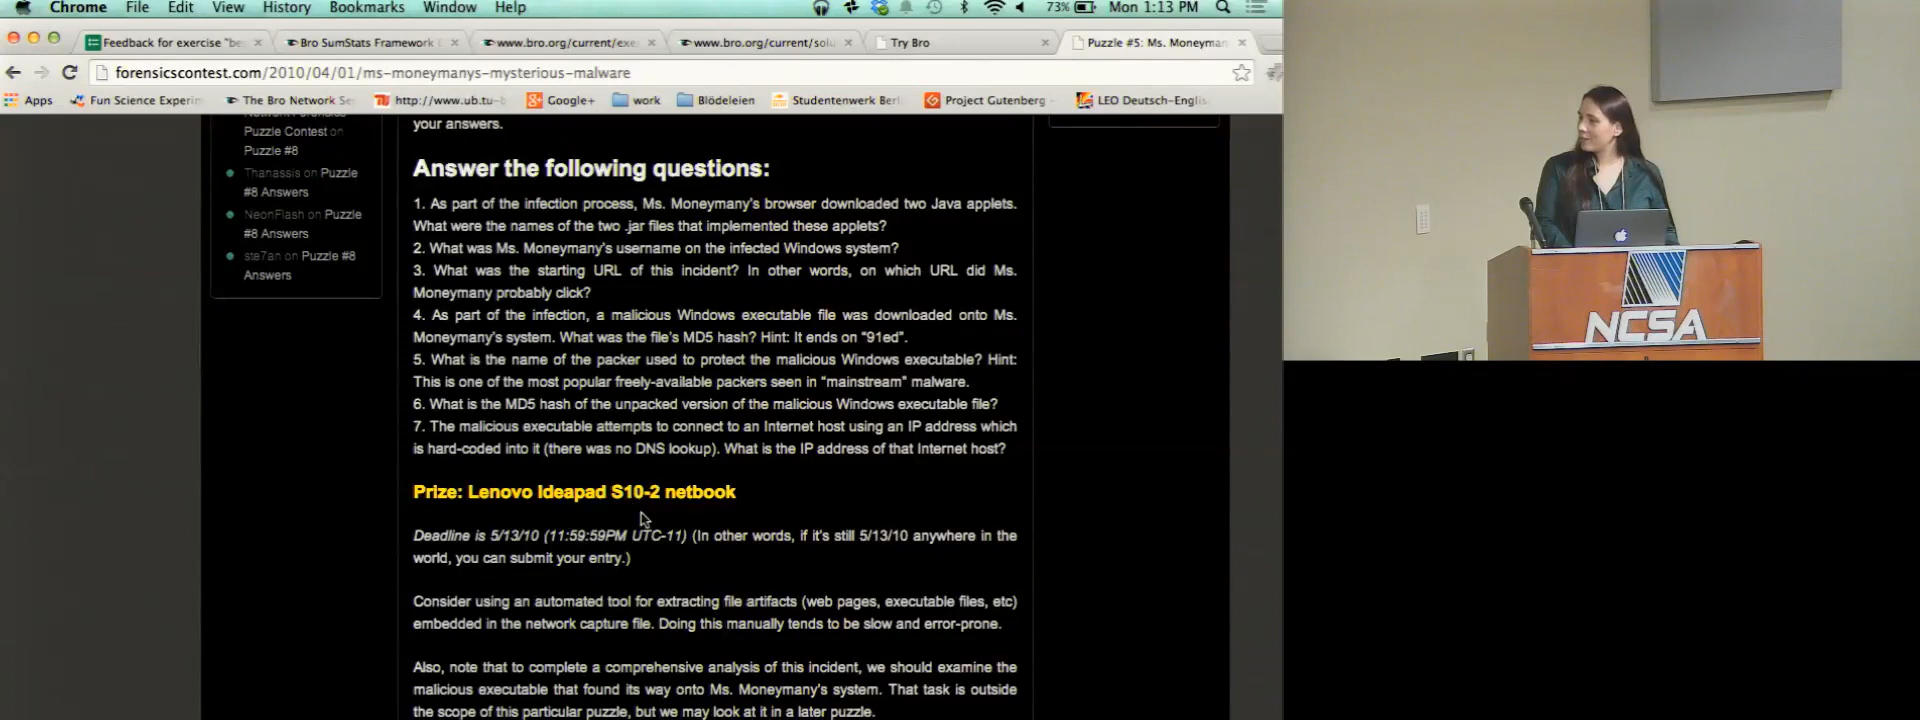 Chrome File Edit View History Bookmarks Window Help 73% Mon 1:13 PM
Feedback for exercise "be Bro SumStats Framework www.bro.org/current/exe www.bro.org/current/solu Try Bro Puzzle #5: Ms. Moneyman
forensicscontest.com/2010/04/01/ms-moneymanys-mysterious-malware
Apps Fun Science Experim The Bro Network Se http://www.ub.tu-b Google+ work Blödeleien Studentenwerk Berl Project Gutenberg - LEO Deutsch-Englis
Network Forensics
Puzzle Contest on
Puzzle #8
Thanassis on Puzzle
#8 Answers
NeonFlash on Puzzle
#8 Answers
ste7an on Puzzle #8
Answers
your answers.
Answer the following questions:
1. As part of the infection process, Ms. Moneymany's browser downloaded two Java applets.
What were the names of the two .jar files that implemented these applets?
2. What was Ms. Moneymany's username on the infected Windows system?
3. What was the starting URL of this incident? In other words, on which URL did Ms.
Moneymany probably click?
4. As part of the infection, a malicious Windows executable file was downloaded onto Ms.
Moneymany's system. What was the file's MD5 hash? Hint: It ends on "91ed".
5. What is the name of the packer used to protect the malicious Windows executable? Hint:
This is one of the most popular freely-available packers seen in "mainstream" malware.
6. What is the MD5 hash of the unpacked version of the malicious Windows executable file?
7. The malicious executable attempts to connect to an Internet host using an IP address which
is hard-coded into it (there was no DNS lookup). What is the IP address of that Internet host?
Prize: Lenovo Ideapad S10-2 netbook
Deadline is 5/13/10 (11:59:59PM UTC-11) (In other words, if it's still 5/13/10 anywhere in the
world, you can submit your entry.)
Consider using an automated tool for extracting file artifacts (web pages, executable files, etc)
embedded in the network capture file. Doing this manually tends to be slow and error-prone.
Also, note that to complete a comprehensive analysis of this incident, we should examine the
malicious executable that found its way onto Ms. Moneymany's system. That task is outside
the scope of this particular puzzle, but we may look at it in a later puzzle.
NCSA